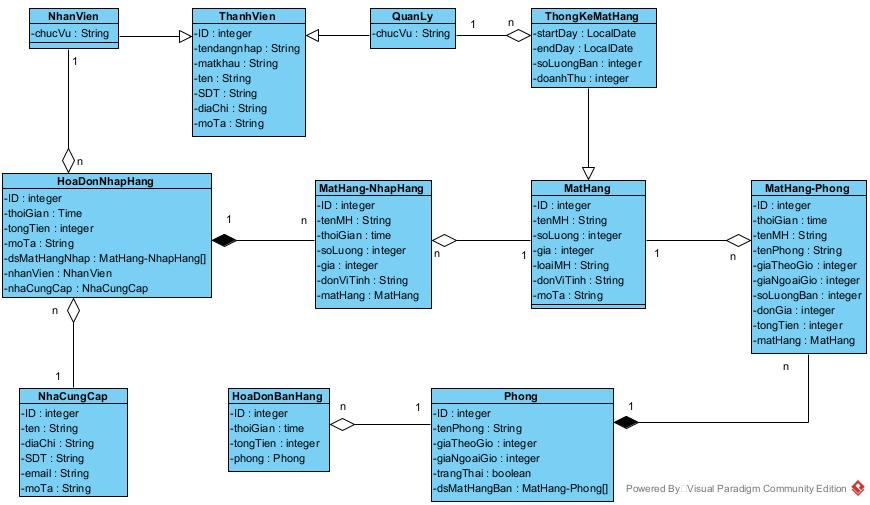 NhanVien
-chucVu : String
ThanhVien
-ID : integer
-tendangnhap : String
-matkhau : String
-ten : String
-SDT : String
-diaChi : String
-moTa : String
QuanLy
-chucVu : String
1
n
ThongKeMatHang
-startDay : LocalDate
-endDay : LocalDate
-soLuongBan : integer
-doanhThu : integer
1
n
HoaDonNhapHang
-ID : integer
-thoiGian : Time
-tongTien : integer
-moTa : String
-dsMatHangNhap : MatHang-NhapHang[]
-nhanVien : NhanVien
-nhaCungCap : NhaCungCap
1
n
MatHang-NhapHang
-ID : integer
-tenMH : String
-thoiGian : time
-soLuong : integer
-gia : integer
-donViTinh : String
-matHang : MatHang
n
1
MatHang
-ID : integer
-tenMH : String
-soLuong : integer
-gia : integer
-loaiMH : String
-donViTinh : String
-moTa : String
1
n
MatHang-Phong
-ID : integer
-thoiGian : time
-tenMH : String
-tenPhong : String
-giaTheoGio : integer
-giaNgoaiGio : integer
-soLuongBan : integer
-donGia : integer
-tongTien : integer
-matHang : MatHang
n
1
n
1
NhaCungCap
-ID : integer
-ten : String
-diaChi : String
-SDT : String
-email : String
-moTa : String
HoaDonBanHang
-ID : integer
-thoiGian : time
-tongTien : integer
-phong : Phong
n
1
Phong
-ID : integer
-tenPhong : String
-giaTheoGio : integer
-giaNgoaiGio : integer
-trangThai : boolean
-dsMatHangBan : MatHang-Phong[]
Powered By Visual Paradigm Community Edition